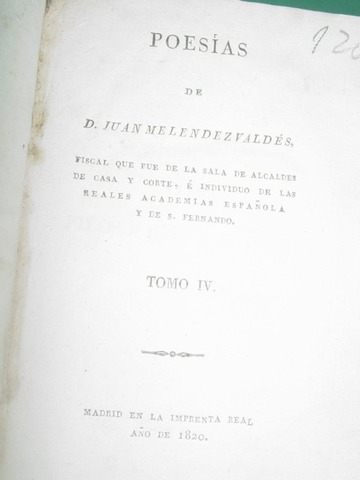 POESÍAS
DE
D. JUAN MELENDEZ VALDÉS,
FISCAL QUE FUE DE LA SALA DE ALCALDES
DE CASA Y CORTE, É INDIVIDUO DE LAS
REALES ACADEMIAS ESPAÑOLA
Y DE S. FERNANDO.
TOMO IV.
MADRID EN LA IMPRENTA REAL
AÑO DE 1820.